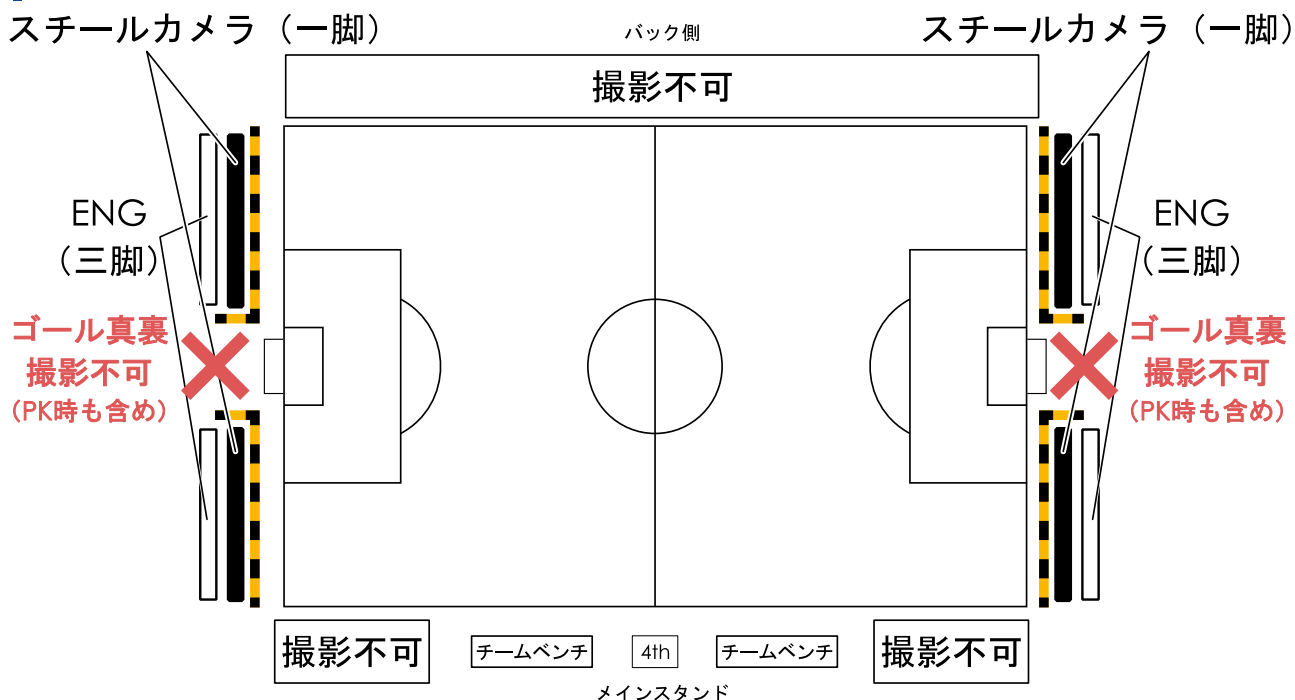 スチールカメラ（一脚）
バック側
スチールカメラ（一脚）
撮影不可
ENG
（三脚）
ENG
（三脚）
ゴール真裏
撮影不可
（PK時も含め）
ゴール真裏
撮影不可
（PK時も含め）
撮影不可
チームベンチ
4th
チームベンチ
撮影不可
メインスタンド